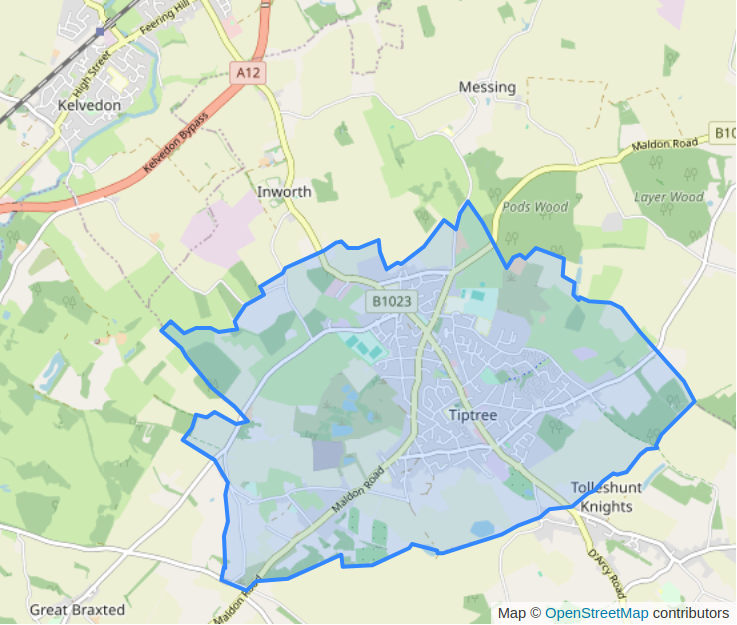 Feering Hill
High Street
A12
Kelvedon
Messing
Kelvedon Bypass
Maldon Road
B10
Inworth
Pods Wood
Layer Wood
B1023
Tiptree
Maldon Road
Tolleshunt
Knights
D'Arcy Road
Great Braxted
Maldon Road
Map © OpenStreetMap contributors